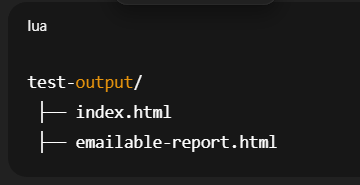 lua
test-output/
├── index.html
├── emailable-report.html